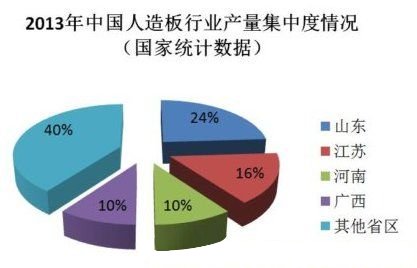 2013年中国人造板行业产量集中度情况
（国家统计数据）
40%
24%
16%
10%
10%
山东
江苏
河南
广西
其他省区